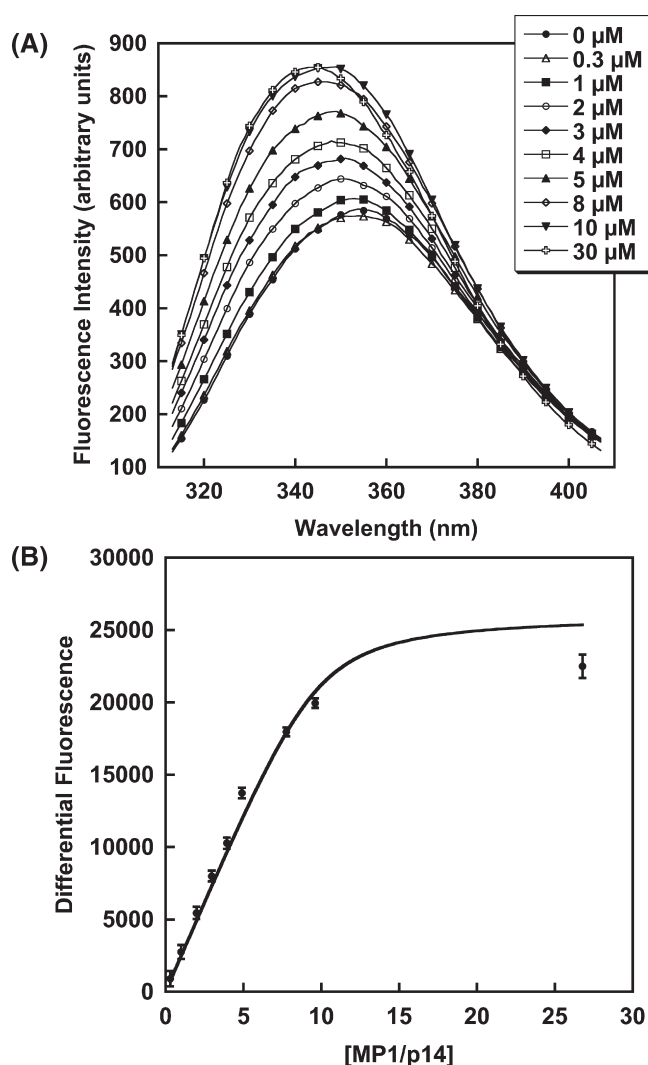 (A)
Fluorescence Intensity (arbitrary units)
900
800
700
600
500
400
300
200
100
320
340
360
380
400
Wavelength (nm)
0 µM
0.3 µM
1 µM
2 µM
3 µM
4 µM
5 µM
8 µM
10 µM
30 µM
(B)
Differential Fluorescence
30000
25000
20000
15000
10000
5000
0
0
5
10
15
20
25
30
[MP1/p14]